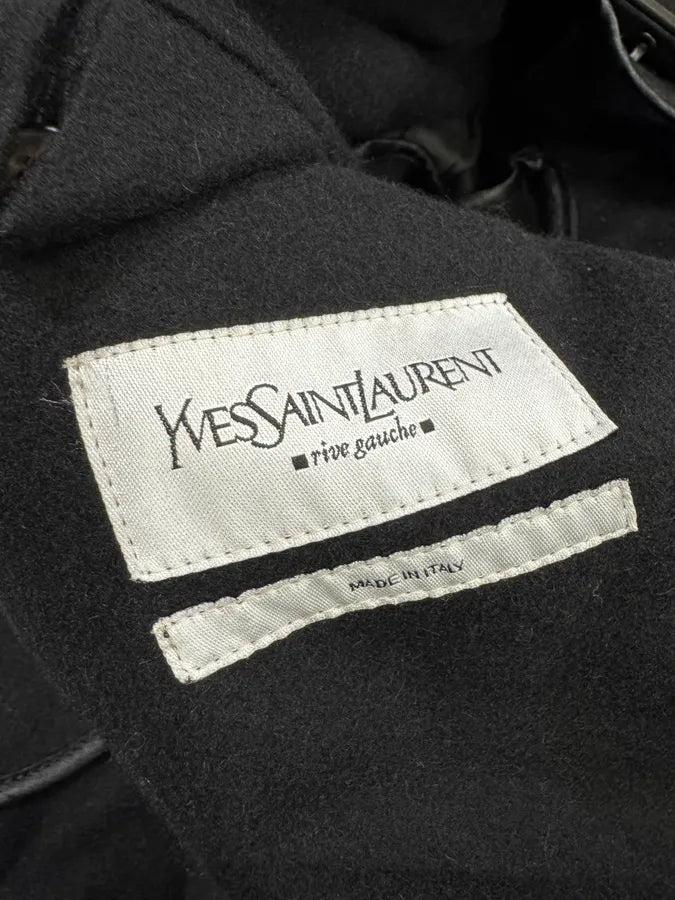 YVESSAINTLAURENT
rive gauche
MADE IN ITALY